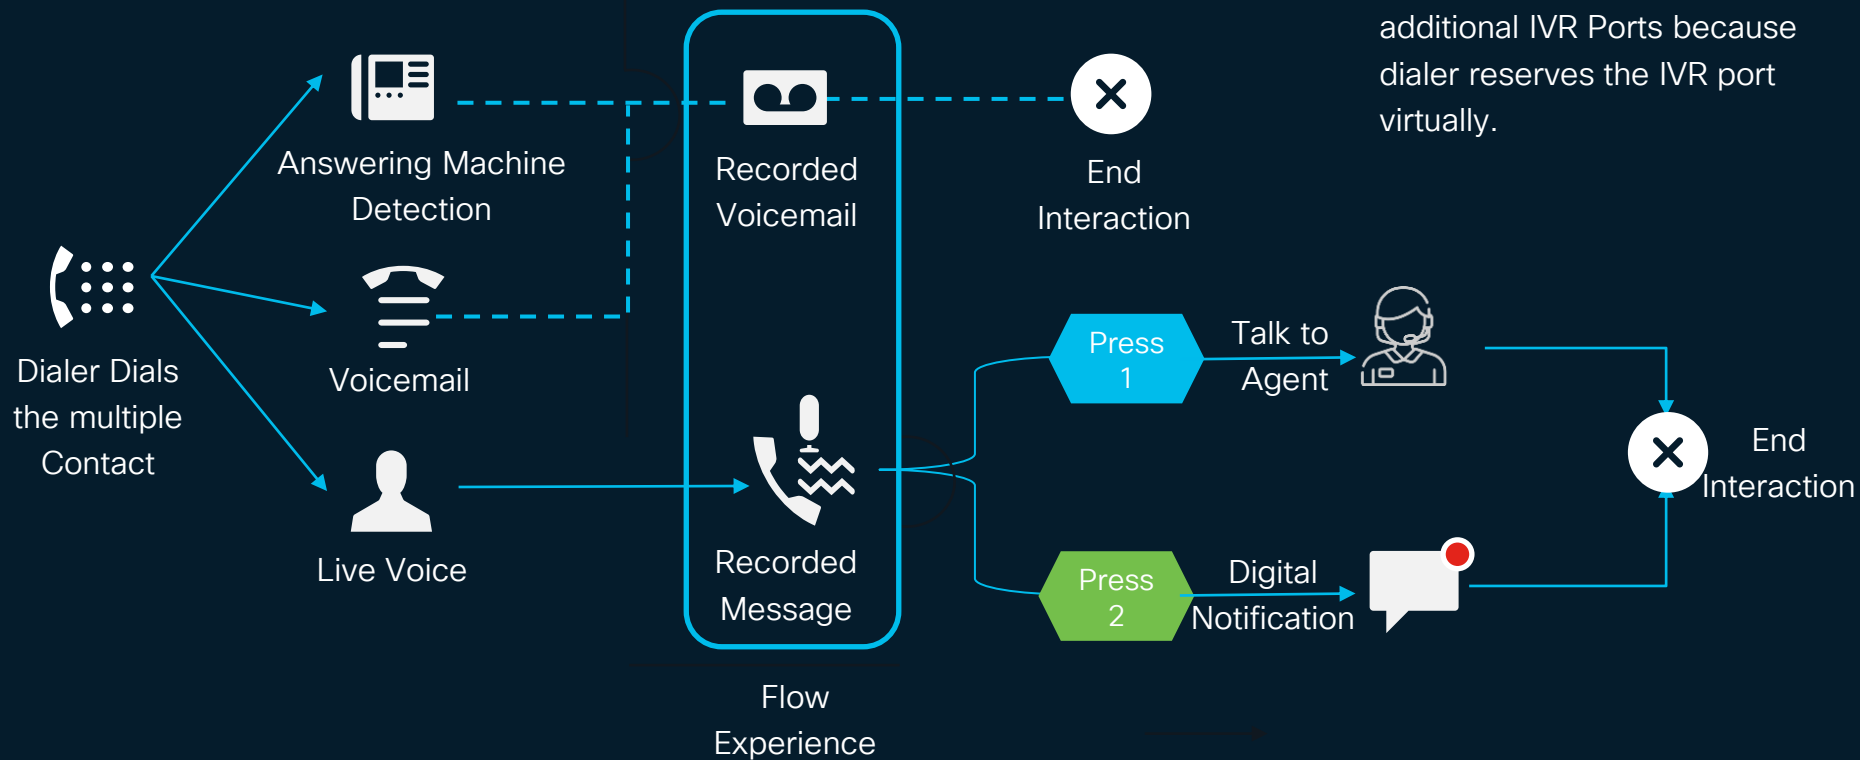 additional IVR Ports because
dialer reserves the IVR port
virtually.
Answering Machine
Detection
Recorded
Voicemail
End
Interaction
Dialer Dials
the multiple
Contact
Voicemail
Press
1
Talk to
Agent
End
Interaction
Live Voice
Recorded
Message
Press
2
Digital
Notification
Flow
Experience